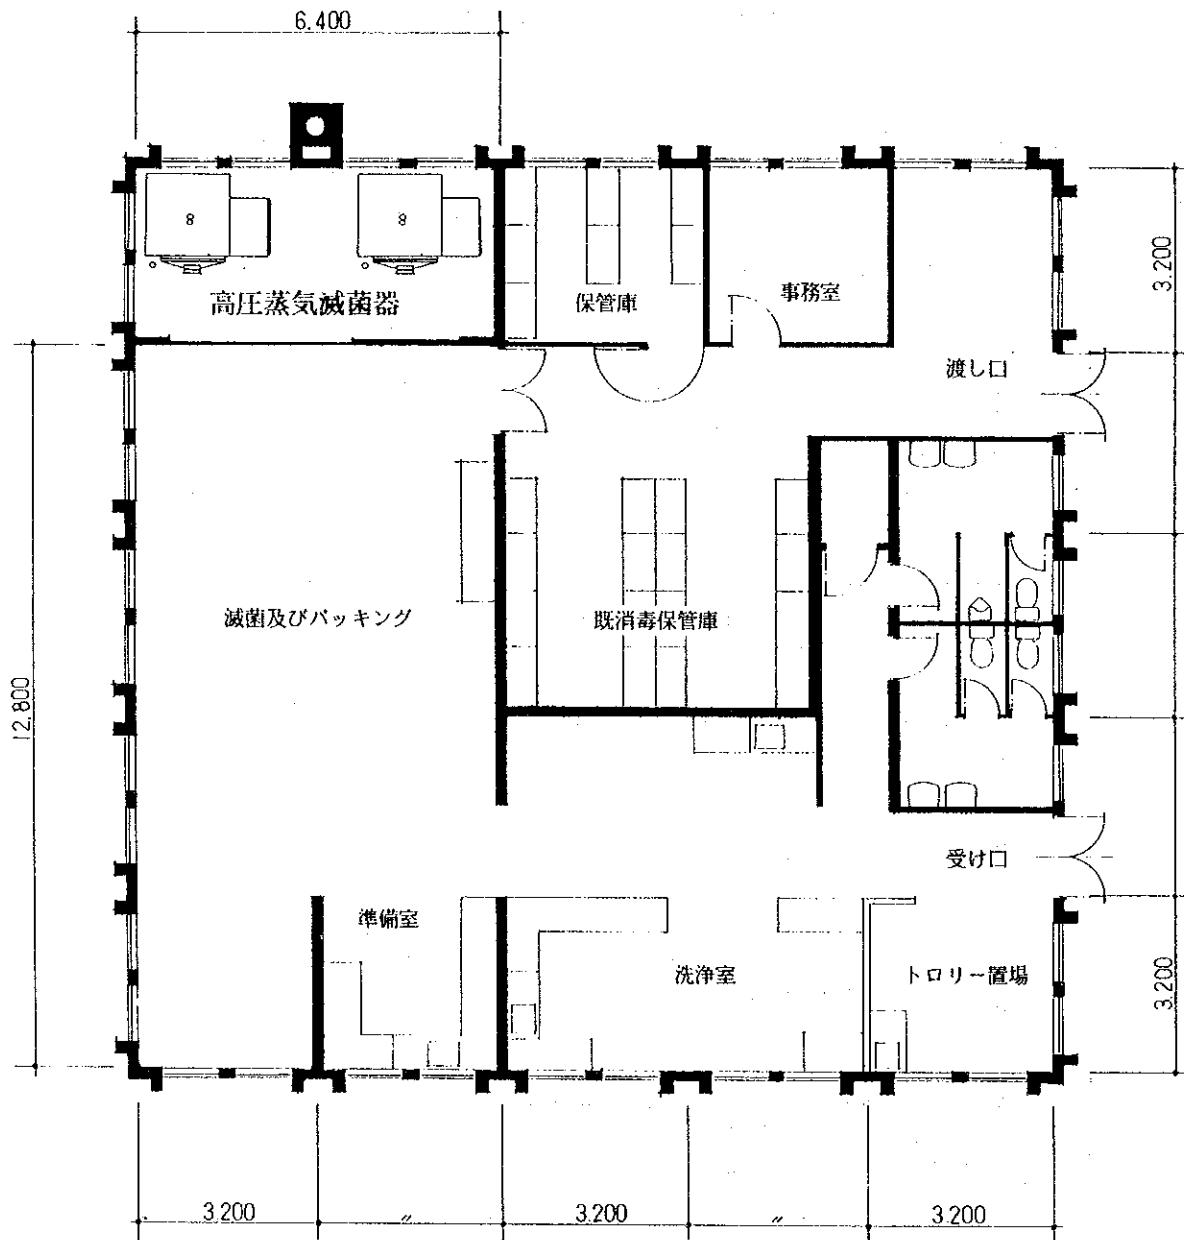 6.400
8
8
高圧蒸気滅菌器
保管庫
事務室
3.200
渡し口
滅菌及びパッキング
既消毒保管庫
12.800
受け口
準備室
洗浄室
トロリー置場
3.200
3.200
〃
3.200
〃
3.200